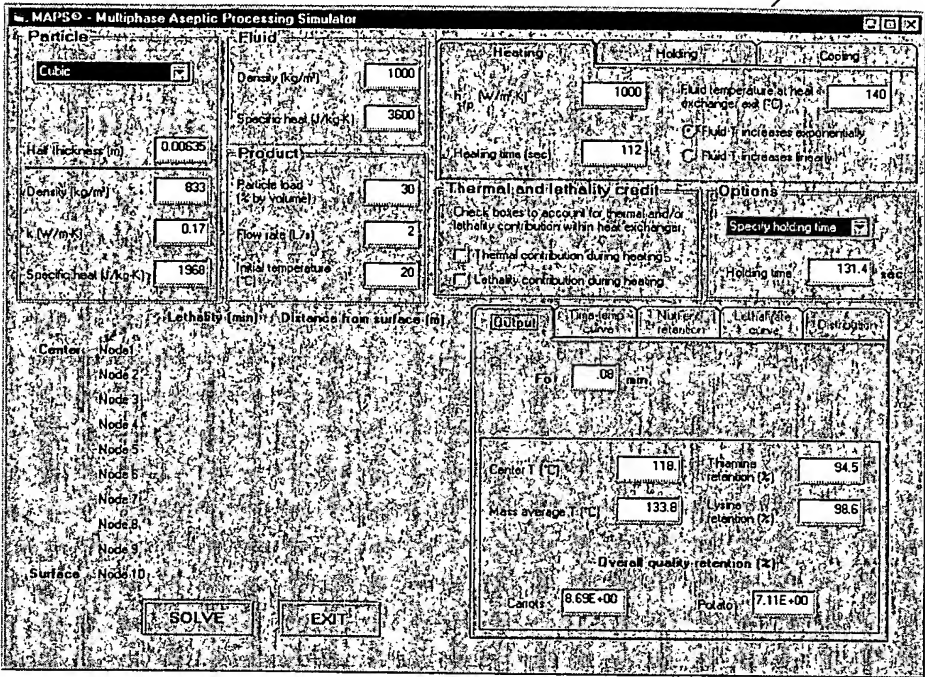 MAPS© - Multiphase Aseptic Processing Simulator
Particle
Cubic
Half thickness (m) 0.00635
Density (kg/m³) 833
k (W/m·K) 0.17
Specific heat (J/kg·K) 1968
Fluid
Density (kg/m³) 1000
Specific heat (J/kg·K) 3600
Product
Particle load
(% by volume) 30
Flow rate (L/s) 2
Initial temperature
(°C) 20
Heating
Holding
Cooling
(W/m²·K) 1000
Heating time (sec) 112
Fluid temperature at heat
exchanger exit (°C) 140
Fluid T increases exponentially
Fluid T increases linearly
Thermal and lethality credit
Check boxes to account for thermal and/or
lethality contribution within heat exchanger
Thermal contribution during heating
Lethality contribution during heating
Options
Specify holding time
Holding time 131.4 sec
Lethality (min) Distance from surface (m)
Center Node1
Node 2
Node 3
Node 4
Node 5
Node 6
Node 7
Node 8
Node 9
Surface Node 10
SOLVE
EXIT
Output
Time-temp
curve
Nutrient
retention
Lethal rate
curve
Distribution
Fo .08 min
Center T (°C) 118.
Mass average T (°C) 133.8
Thiamine
retention (%) 94.5
Lysine
retention (%) 98.6
Overall quality retention (%)
Carrots 8.69E+00
Potato 7.11E+00